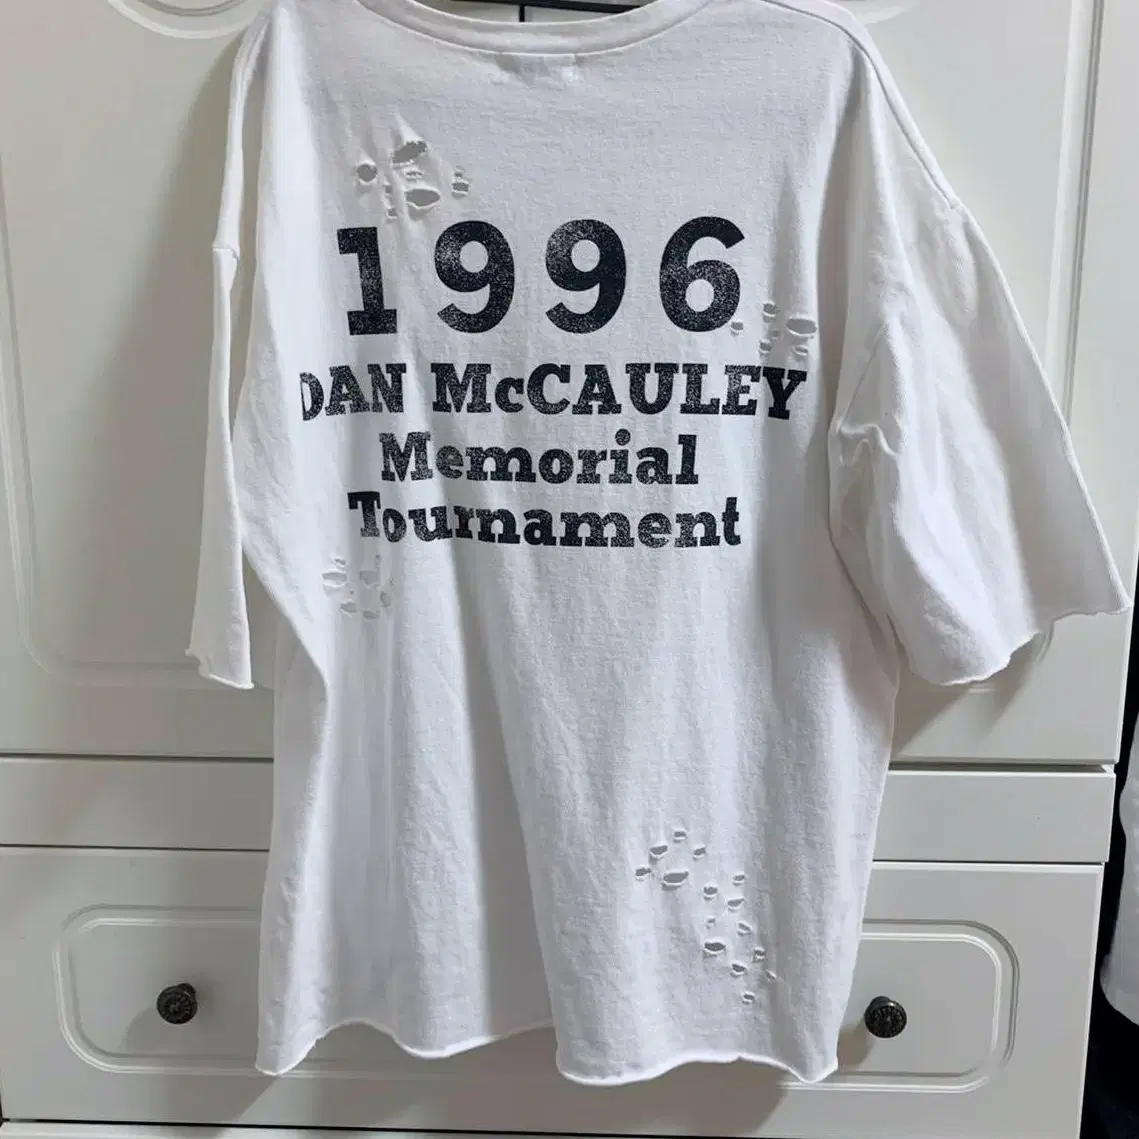 1996
DAN McCAULEY
Memorial
Tournament